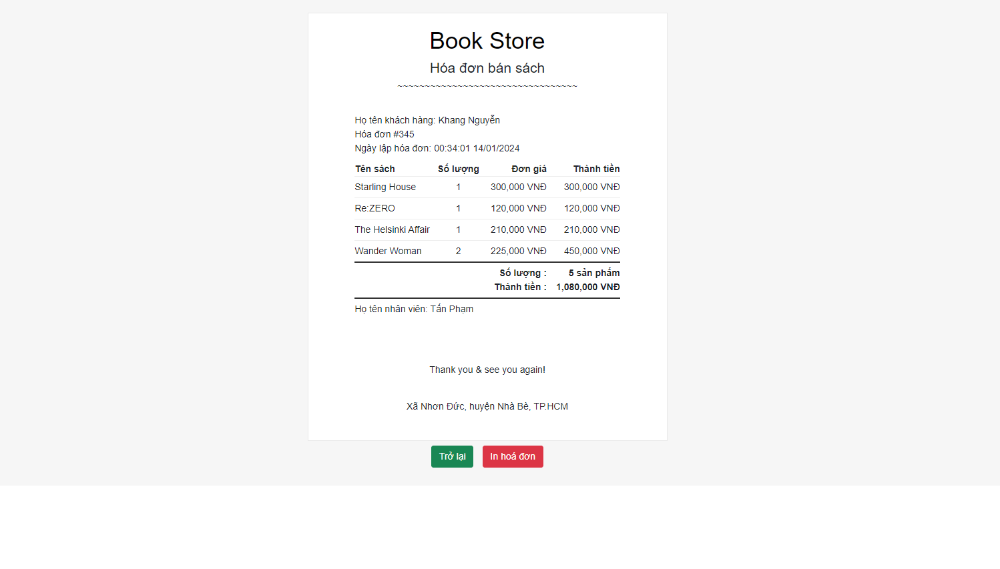 Book Store
Hóa đơn bán sách
~~~~~~~~~~~~~~~~~~~~~~~~~~~~~~~~~
Họ tên khách hàng: Khang Nguyễn
Hóa đơn #345
Ngày lập hóa đơn: 00:34:01 14/01/2024
Tên sách Số lượng Đơn giá Thành tiền
Starling House 1 300,000 VNĐ 300,000 VNĐ
Re:ZERO 1 120,000 VNĐ 120,000 VNĐ
The Helsinki Affair 1 210,000 VNĐ 210,000 VNĐ
Wander Woman 2 225,000 VNĐ 450,000 VNĐ
Số lượng : 5 sản phẩm
Thành tiền : 1,080,000 VNĐ
Họ tên nhân viên: Tấn Phạm
Thank you & see you again!
Xã Nhơn Đức, huyện Nhà Bè, TP.HCM
Trở lại In hoá đơn